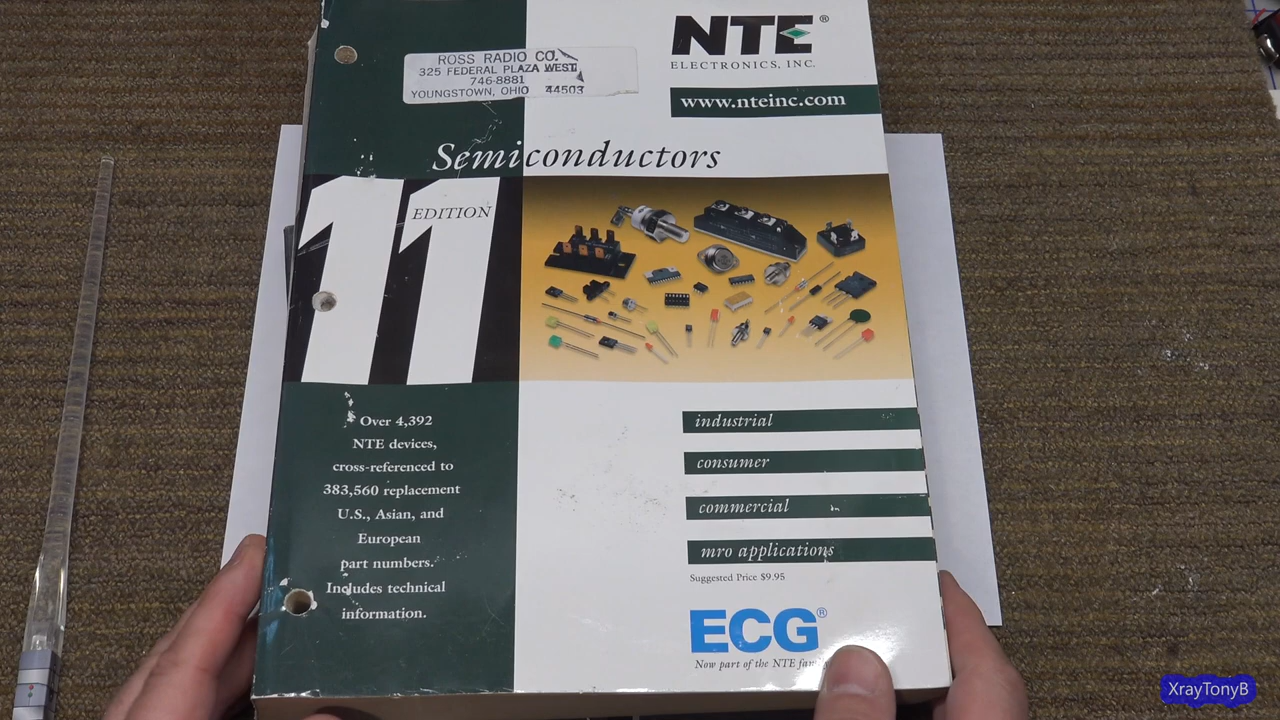 ROSS RADIO CO.
325 FEDERAL PLAZA WEST
746-8881
YOUNGSTOWN, OHIO 44503
NTE®
ELECTRONICS, INC.
www.nteinc.com
Semiconductors
11
EDITION
Over 4,392
NTE devices,
cross-referenced to
383,560 replacement
U.S., Asian, and
European
part numbers.
Includes technical
information.
industrial
consumer
commercial
mro applications
Suggested Price $9.95
ECG®
Now part of the NTE
XrayTonyB